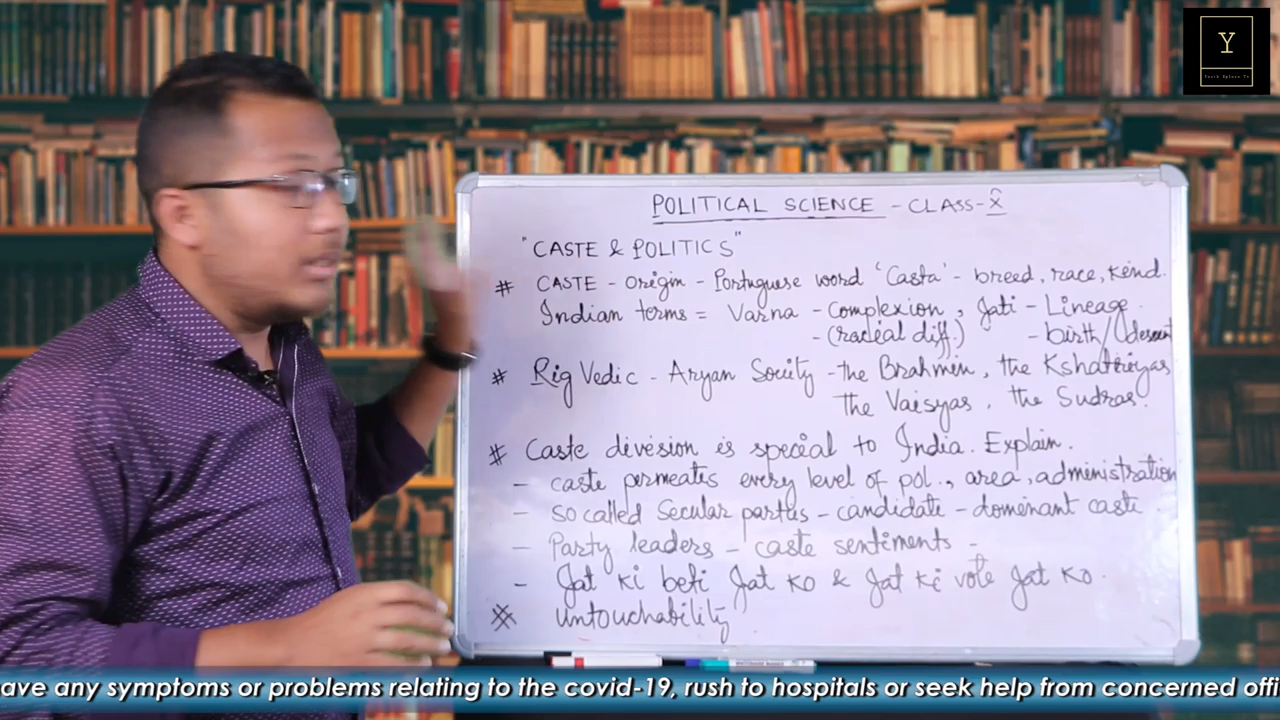 Y
POLITICAL SCIENCE - CLASS-X
"CASTE & POLITICS"
# CASTE - Origin - Portuguese word 'Casta' - breed, race, kind.
Indian terms = Varna - Complexion, Jati - Lineage.
- (racial diff.) - birth/descent
# Rig Vedic - Aryan Society - the Brahmin, the Kshatriyas
The Vaisyas, the Sudras.
# Caste division is special to India. Explain.
- caste permeates every level of pol., area, administration
- So called Secular parties - candidate - dominant caste
- Party leaders - caste sentiments -
- Jat ki beti Jat ko & Jat ki vote Jat ko.
# Untouchability
ave any symptoms or problems relating to the covid-19, rush to hospitals or seek help from concerned offi